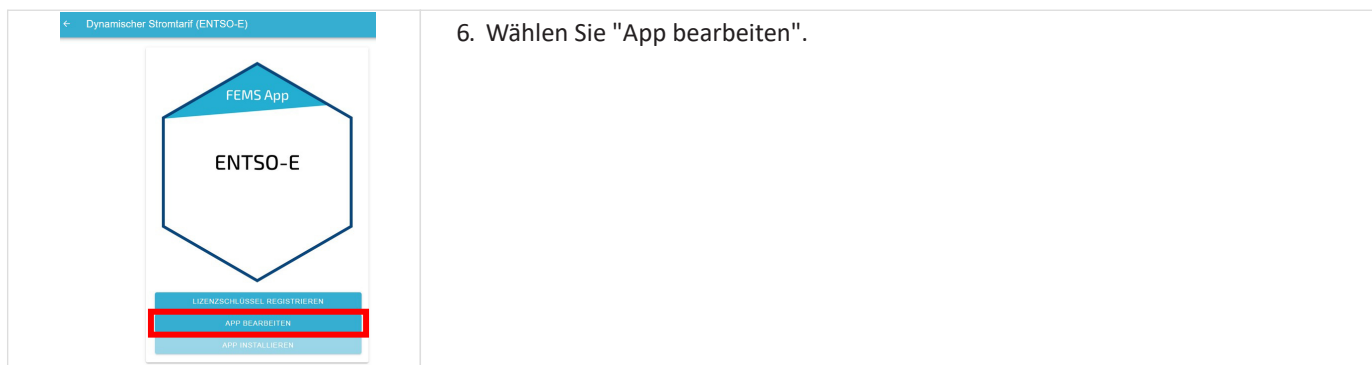 ← Dynamischer Stromtarif (ENTSO-E)
FEMS App
ENTSO-E
LIZENZSCHLÜSSEL REGISTRIEREN
APP BEARBEITEN
APP INSTALLIEREN
6. Wählen Sie "App bearbeiten".